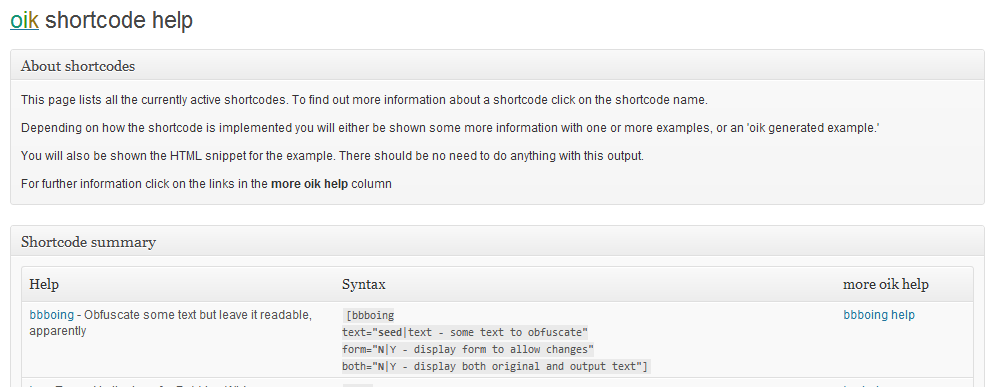 oik shortcode help
About shortcodes
This page lists all the currently active shortcodes. To find out more information about a shortcode click on the shortcode name.
Depending on how the shortcode is implemented you will either be shown some more information with one or more examples, or an 'oik generated example.'
You will also be shown the HTML snippet for the example. There should be no need to do anything with this output.
For further information click on the links in the more oik help column
Shortcode summary
Help Syntax more oik help
bbboing - Obfuscate some text but leave it readable, [bbboing bbboing help
apparently text="seed|text - some text to obfuscate"
form="N|Y - display form to allow changes"
both="N|Y - display both original and output text"]